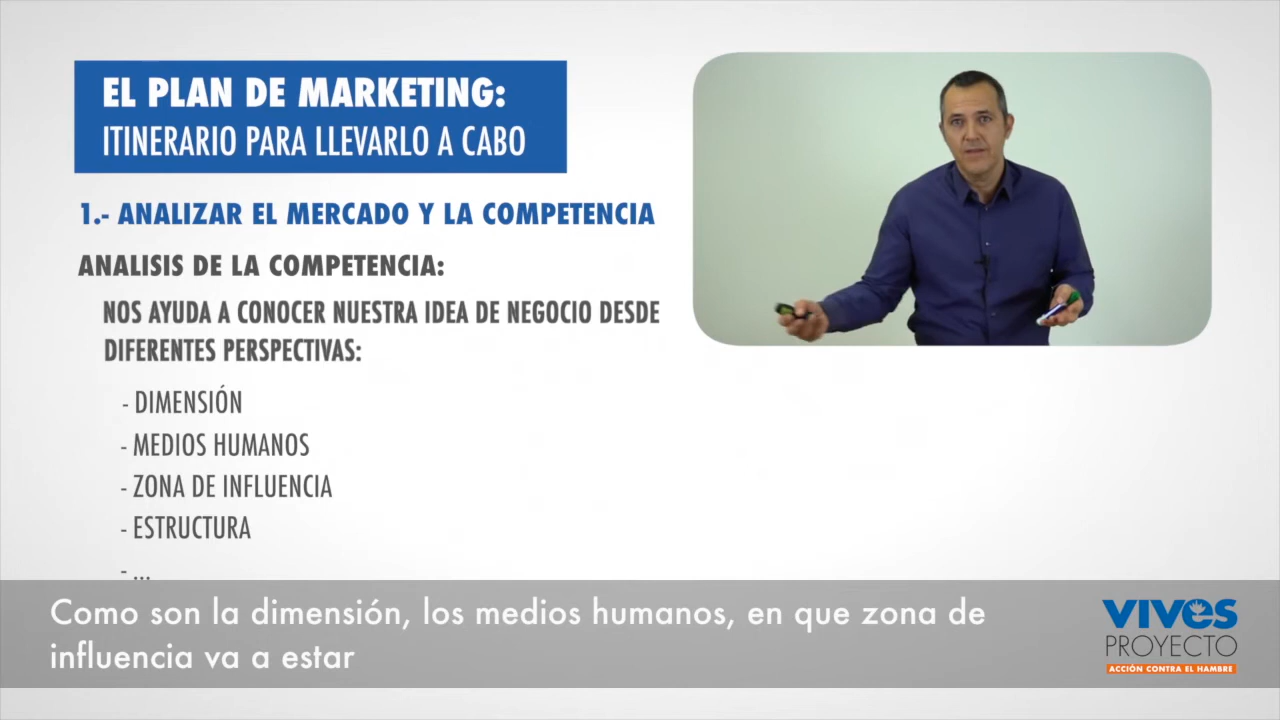 EL PLAN DE MARKETING:
ITINERARIO PARA LLEVARLO A CABO
1.- ANALIZAR EL MERCADO Y LA COMPETENCIA
ANALISIS DE LA COMPETENCIA:
NOS AYUDA A CONOCER NUESTRA IDEA DE NEGOCIO DESDE
DIFERENTES PERSPECTIVAS:
- DIMENSIÓN
- MEDIOS HUMANOS
- ZONA DE INFLUENCIA
- ESTRUCTURA
- ...
Como son la dimensión, los medios humanos, en que zona de
influencia va a estar
VIVES
PROYECTO
ACCIÓN CONTRA EL HAMBRE